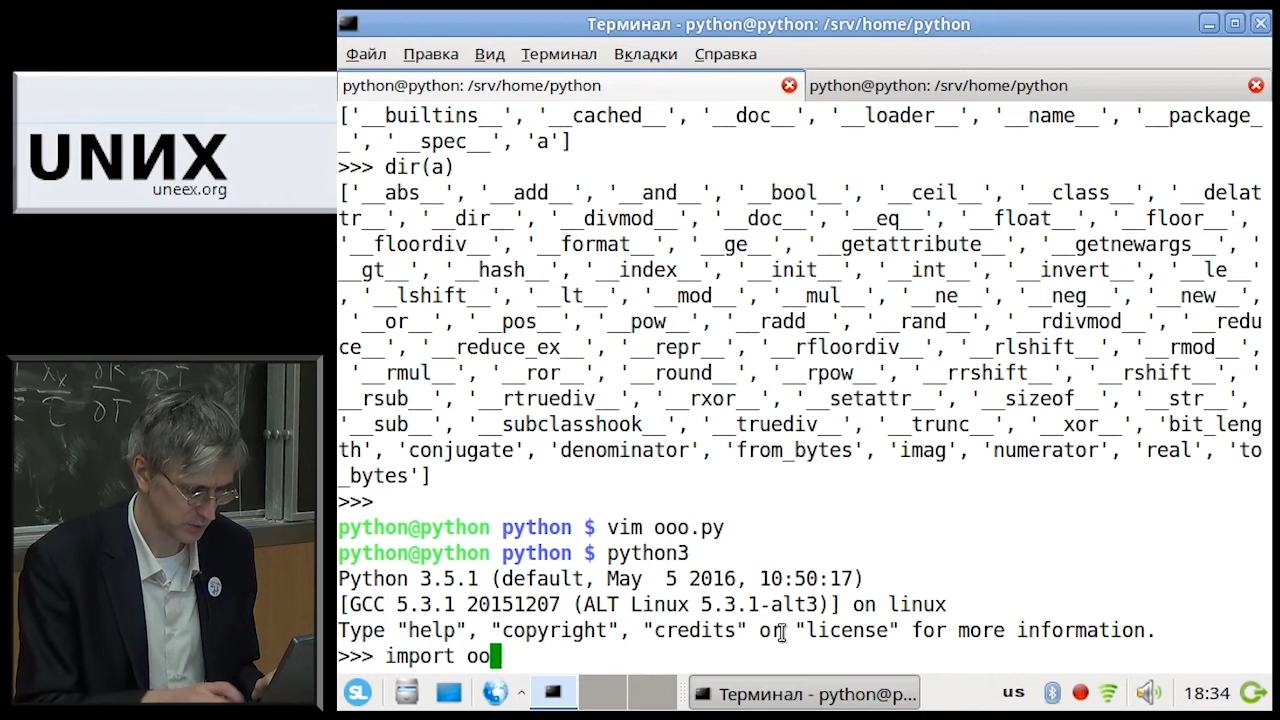 Терминал - python@python: /srv/home/python
Файл Правка Вид Терминал Вкладки Справка
python@python: /srv/home/python python@python: /srv/home/python
['__builtins__', '__cached__', '__doc__', '__loader__', '__name__', '__package_
_', '__spec__', 'a']
>>> dir(a)
['__abs__', '__add__', '__and__', '__bool__', '__ceil__', '__class__', '__delat
tr__', '__dir__', '__divmod__', '__doc__', '__eq__', '__float__', '__floor__',
'__floordiv__', '__format__', '__ge__', '__getattribute__', '__getnewargs__', '
__gt__', '__hash__', '__index__', '__init__', '__int__', '__invert__', '__le__'
, '__lshift__', '__lt__', '__mod__', '__mul__', '__ne__', '__neg__', '__new__',
'__or__', '__pos__', '__pow__', '__radd__', '__rand__', '__rdivmod__', '__redu
ce__', '__reduce_ex__', '__repr__', '__rfloordiv__', '__rlshift__', '__rmod__',
'__rmul__', '__ror__', '__round__', '__rpow__', '__rrshift__', '__rshift__', '
__rsub__', '__rtruediv__', '__rxor__', '__setattr__', '__sizeof__', '__str__',
'__sub__', '__subclasshook__', '__truediv__', '__trunc__', '__xor__', 'bit_leng
th', 'conjugate', 'denominator', 'from_bytes', 'imag', 'numerator', 'real', 'to
_bytes']
>>>
python@python python $ vim ooo.py
python@python python $ python3
Python 3.5.1 (default, May  5 2016, 10:50:17)
[GCC 5.3.1 20151207 (ALT Linux 5.3.1-alt3)] on linux
Type "help", "copyright", "credits" or "license" for more information.
>>> import oo
SL Терминал - python@p... us 18:34
UNИX
uneex.org